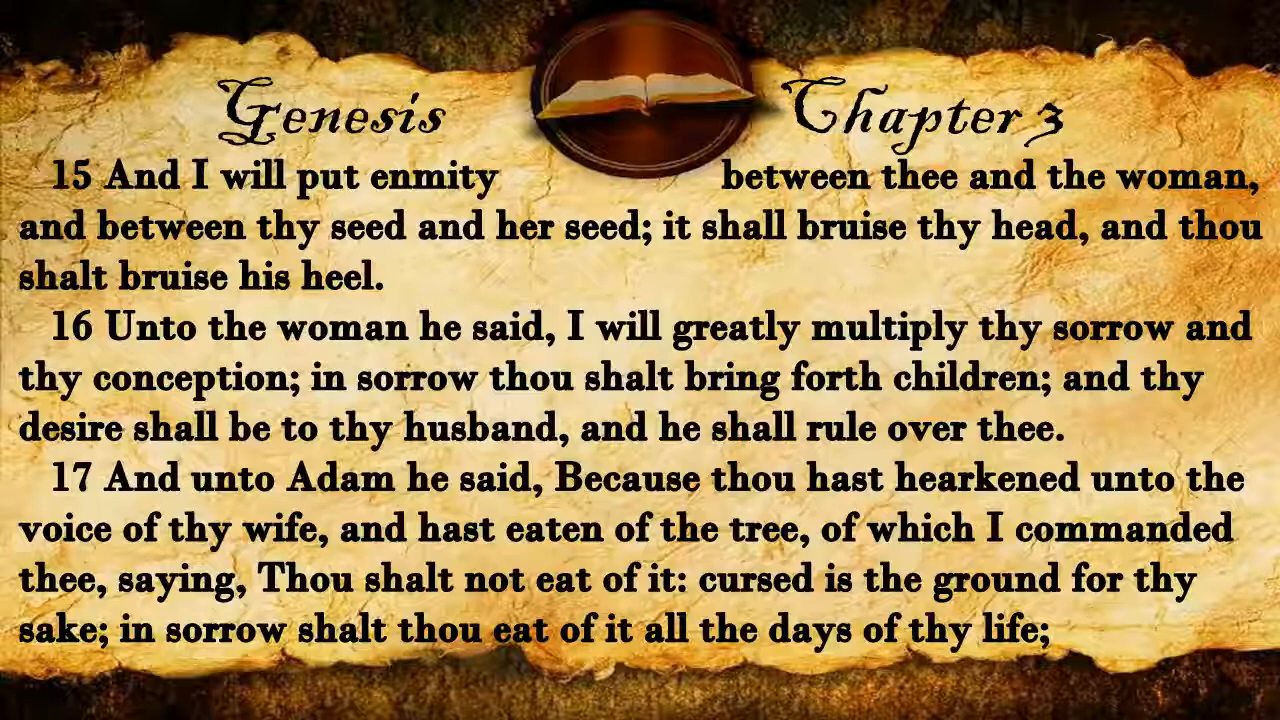 Genesis Chapter 3
15 And I will put enmity between thee and the woman,
and between thy seed and her seed; it shall bruise thy head, and thou
shalt bruise his heel.
16 Unto the woman he said, I will greatly multiply thy sorrow and
thy conception; in sorrow thou shalt bring forth children; and thy
desire shall be to thy husband, and he shall rule over thee.
17 And unto Adam he said, Because thou hast hearkened unto the
voice of thy wife, and hast eaten of the tree, of which I commanded
thee, saying, Thou shalt not eat of it: cursed is the ground for thy
sake; in sorrow shalt thou eat of it all the days of thy life;